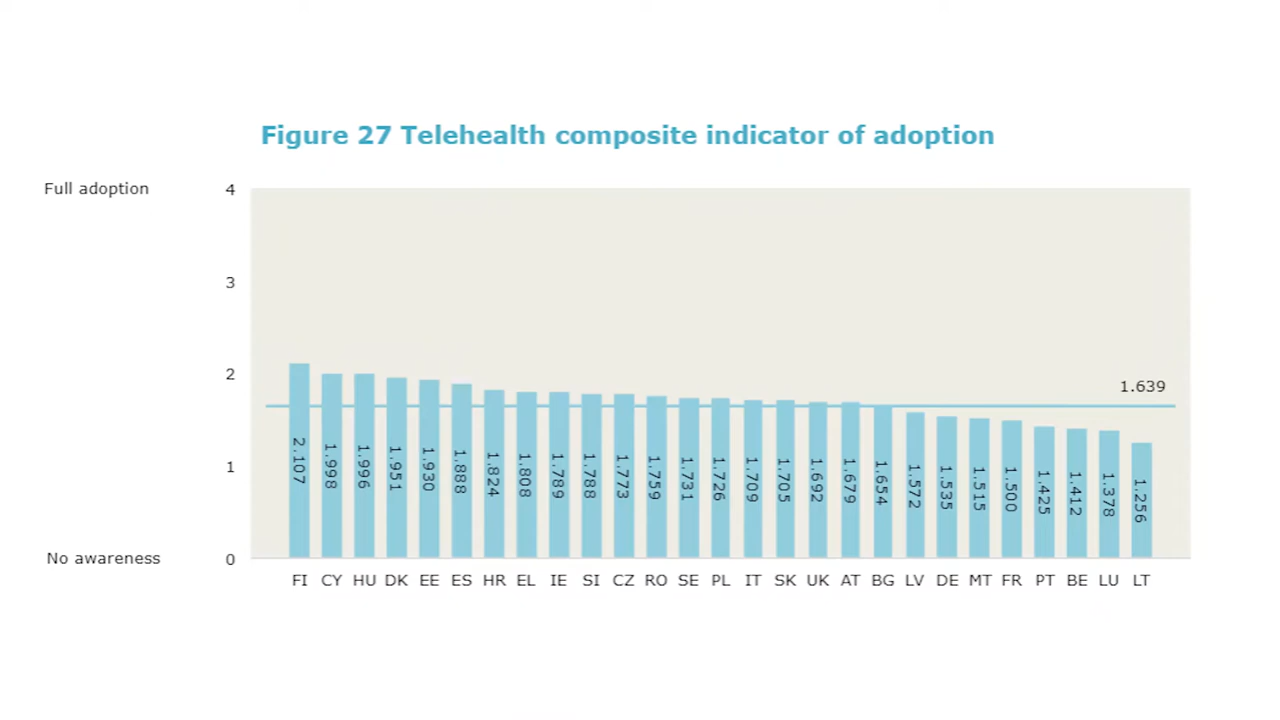 Figure 27 Telehealth composite indicator of adoption
Full adoption 4
3
2
1.639
1
No awareness 0
2.107 1.998 1.996 1.951 1.930 1.888 1.824 1.808 1.789 1.788 1.773 1.759 1.731 1.726 1.709 1.705 1.692 1.679 1.654 1.572 1.535 1.515 1.500 1.425 1.412 1.378 1.256
FI CY HU DK EE ES HR EL IE SI CZ RO SE PL IT SK UK AT BG LV DE MT FR PT BE LU LT